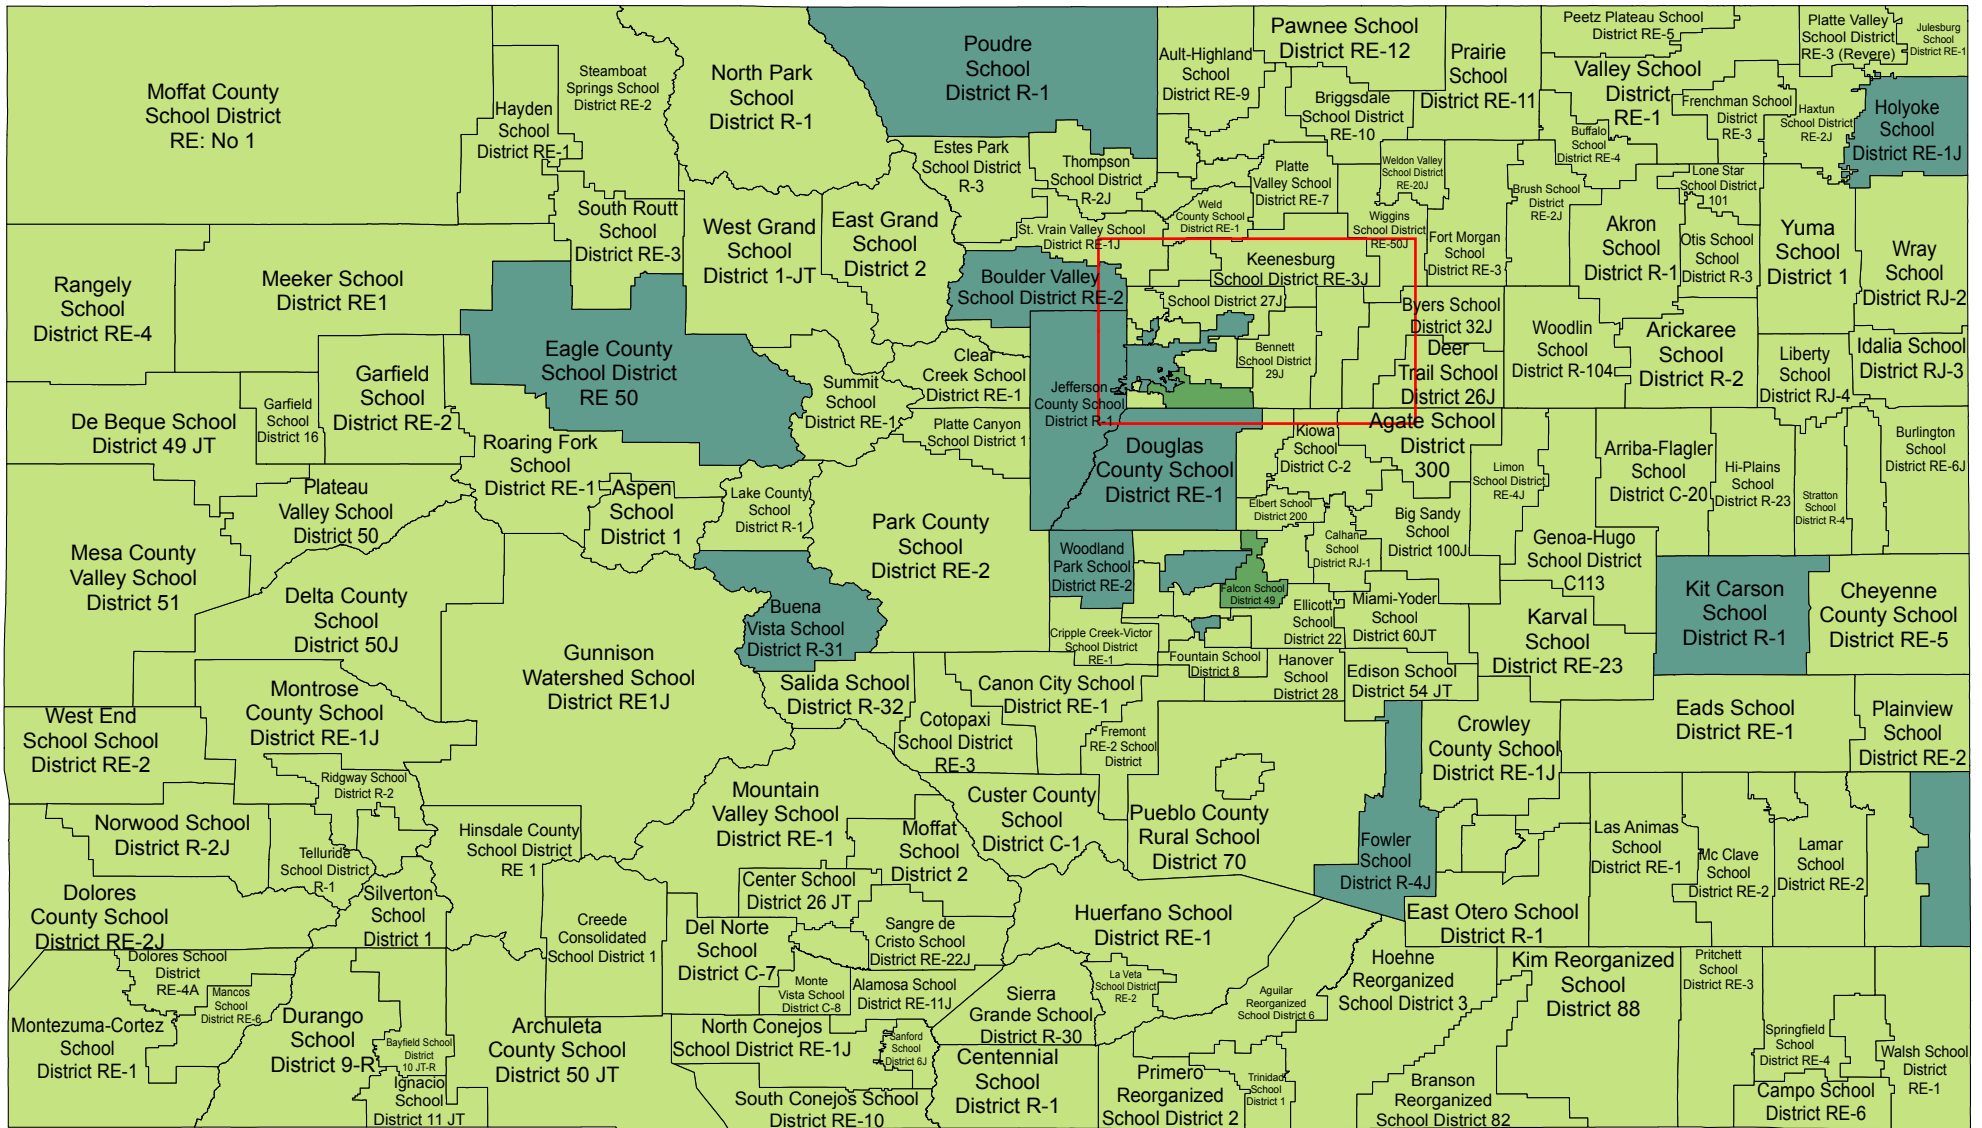 Moffat County
School District
RE: No 1
Hayden
School
District RE-1
Steamboat
Springs School
District RE-2
North Park
School
District R-1
Poudre
School
District R-1
Ault-Highland
School
District RE-9
Pawnee School
District RE-12
Prairie
School
District RE-11
Peetz Plateau School
District RE-5
Platte Valley
School District
RE-3 (Revere)
Julesburg
School
District RE-1
Briggsdale
School District
RE-10
Valley School
District
RE-1
Frenchman School
District
RE-3
Haxtun
School District
RE-2J
Holyoke
School
District RE-1J
Buffalo
School
District RE-4
Estes Park
School District
R-3
Thompson
School District
R-2J
Platte
Valley School
District RE-7
Weldon Valley
School District
RE-20J
Brush School
District
RE-2J
Lone Star
School District
101
South Routt
School
District RE-3
West Grand
School
District 1-JT
East Grand
School
District 2
St. Vrain Valley School
District RE-1J
Weld
County School
District RE-1
Wiggins
School District
RE-50J
Fort Morgan
School
District RE-3
Akron
School
District R-1
Otis School
School
District R-3
Yuma
School
District 1
Wray
School
District RJ-2
Rangely
School
District RE-4
Meeker School
District RE1
Boulder Valley
School District RE-2
Keenesburg
School District RE-3J
School District 27J
Byers School
District 32J
Woodlin
School
District R-104
Arickaree
School
District R-2
Liberty
School
District RJ-4
Idalia School
District RJ-3
Garfield
School
District RE-2
Eagle County
School District
RE 50
Summit
School
District RE-1
Clear
Creek School
District RE-1
Jefferson
County School
District R-1
Bennett
School District
29J
Deer
Trail School
District 26J
De Beque School
District 49 JT
Garfield
School
District 16
Roaring Fork
School
District RE-1
Platte Canyon
School District 1
Douglas
County School
District RE-1
Kiowa
School
District C-2
Agate School
District
300
Limon
School District
RE-4J
Arriba-Flagler
School
District C-20
Hi-Plains
School
District R-23
Stratton
School
District R-4
Burlington
School
District RE-6J
Plateau
Valley School
District 50
Aspen
School
District 1
Lake County
School
District R-1
Park County
School
District RE-2
Elbert School
District 200
Big Sandy
School
District 100J
Genoa-Hugo
School District
C113
Mesa County
Valley School
District 51
Woodland
Park School
District RE-2
Calhan
School
District RJ-1
Kit Carson
School
District R-1
Cheyenne
County School
District RE-5
Delta County
School
District 50J
Gunnison
Watershed School
District RE1J
Buena
Vista School
District R-31
Falcon School
District 49
Ellicott
School
District 22
Miami-Yoder
School
District 60JT
Karval
School
District RE-23
Cripple Creek-Victor
School District
RE-1
Fountain School
District 8
Hanover
School
District 28
Edison School
District 54 JT
Montrose
County School
District RE-1J
Salida School
District R-32
Canon City School
District RE-1
West End
School School
District RE-2
Cotopaxi
School District
RE-3
Fremont
RE-2 School
District
Crowley
County School
District RE-1J
Eads School
District RE-1
Plainview
School
District RE-2
Ridgway School
District R-2
Mountain
Valley School
District RE-1
Custer County
School
District C-1
Pueblo County
Rural School
District 70
Fowler
School
District R-4J
Norwood School
District R-2J
Telluride
School District
R-1
Hinsdale County
School District
RE 1
Moffat
School
District 2
Las Animas
School
District RE-1
Mc Clave
School
District RE-2
Lamar
School
District RE-2
Dolores
County School
District RE-2J
Silverton
School
District 1
Creede
Consolidated
School District 1
Center School
District 26 JT
Del Norte
School
District C-7
Sangre de
Cristo School
District RE-22J
Huerfano School
District RE-1
East Otero School
District R-1
Dolores School
District
RE-4A
Mancos
School
District RE-6
Monte
Vista School
District C-8
Alamosa School
District RE-11J
La Veta
School District
RE-2
Aguilar
Reorganized
School District 6
Hoehne
Reorganized
School District 3
Kim Reorganized
School
District 88
Pritchett
School
District RE-3
Montezuma-Cortez
School
District RE-1
Durango
School
District 9-R
Bayfield School
District
10 JT-R
Archuleta
County School
District 50 JT
North Conejos
School District RE-1J
Sanford
School
District 6J
Sierra
Grande School
District R-30
Springfield
School
District RE-4
Walsh School
District
RE-1
Ignacio
School
District 11 JT
South Conejos School
District RE-10
Centennial
School
District R-1
Primero
Reorganized
School District 2
Trinidad
School
District 1
Branson
Reorganized
School District 82
Campo School
District RE-6